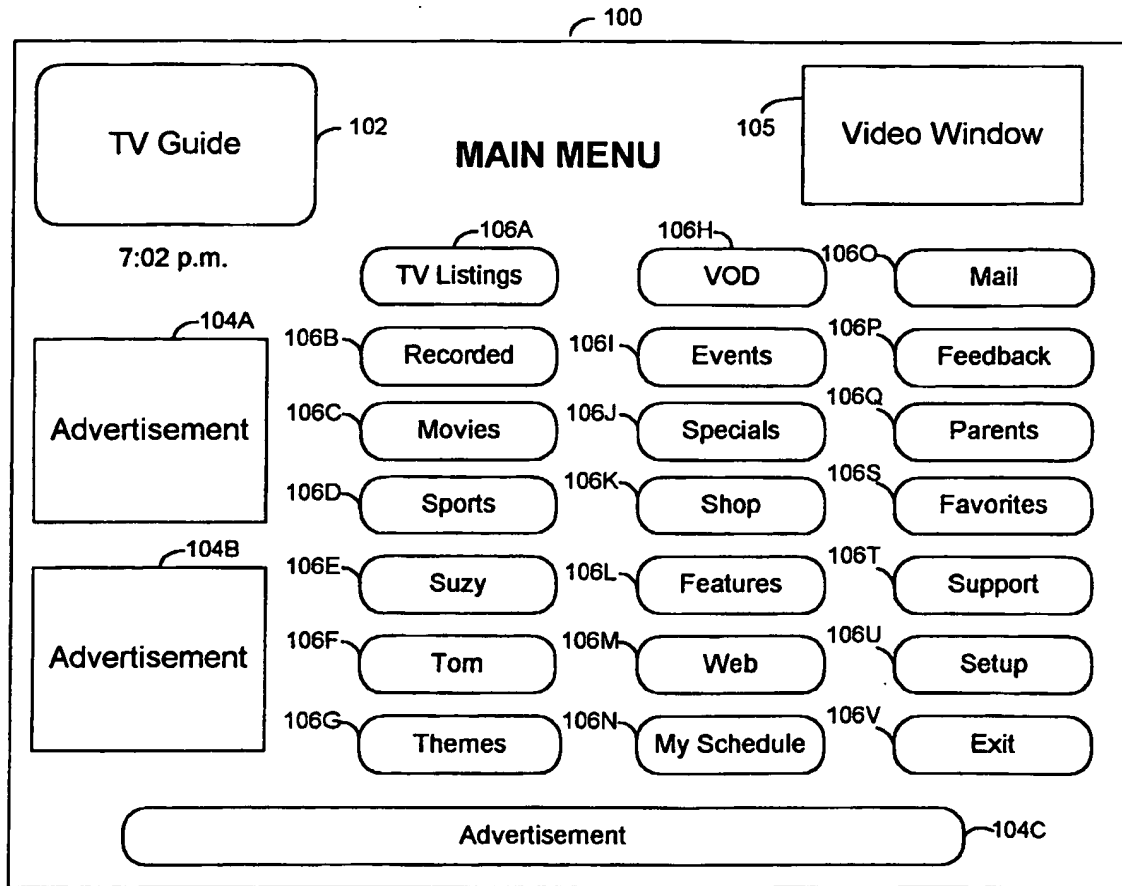 100
TV Guide
102
MAIN MENU
105
Video Window
7:02 p.m.
106A
TV Listings
106H
VOD
106O
Mail
104A
Advertisement
106B
Recorded
106I
Events
106P
Feedback
106C
Movies
106J
Specials
106Q
Parents
106D
Sports
106K
Shop
106S
Favorites
104B
Advertisement
106E
Suzy
106L
Features
106T
Support
106F
Tom
106M
Web
106U
Setup
106G
Themes
106N
My Schedule
106V
Exit
Advertisement
104C